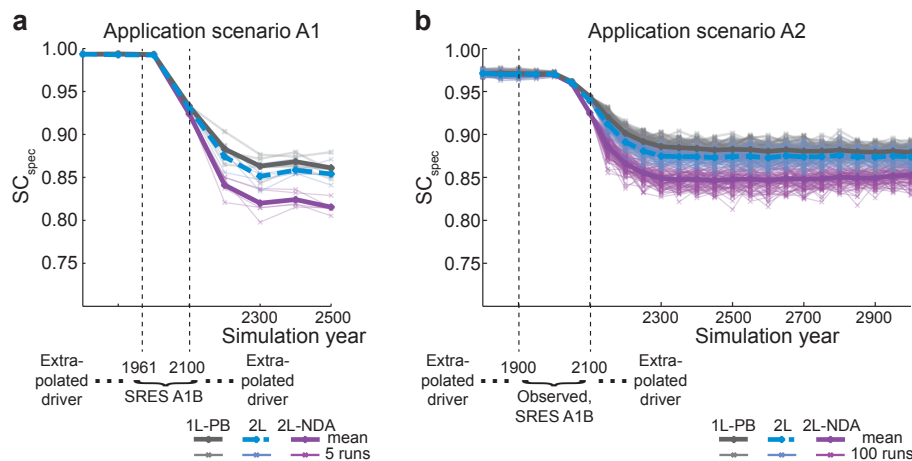 a
Application scenario A1
1.00
0.95
0.90
0.85
0.80
0.75
SCspec
2300
2500
Simulation year
Extra-
polated
driver
1961
2100
SRES A1B
Extra-
polated
driver
1L-PB
2L
2L-NDA
mean
5 runs
b
Application scenario A2
1.00
0.95
0.90
0.85
0.80
0.75
SCspec
2300
2500
2700
2900
Simulation year
Extra-
polated
driver
1900
2100
Observed,
SRES A1B
Extra-
polated
driver
1L-PB
2L
2L-NDA
mean
100 runs